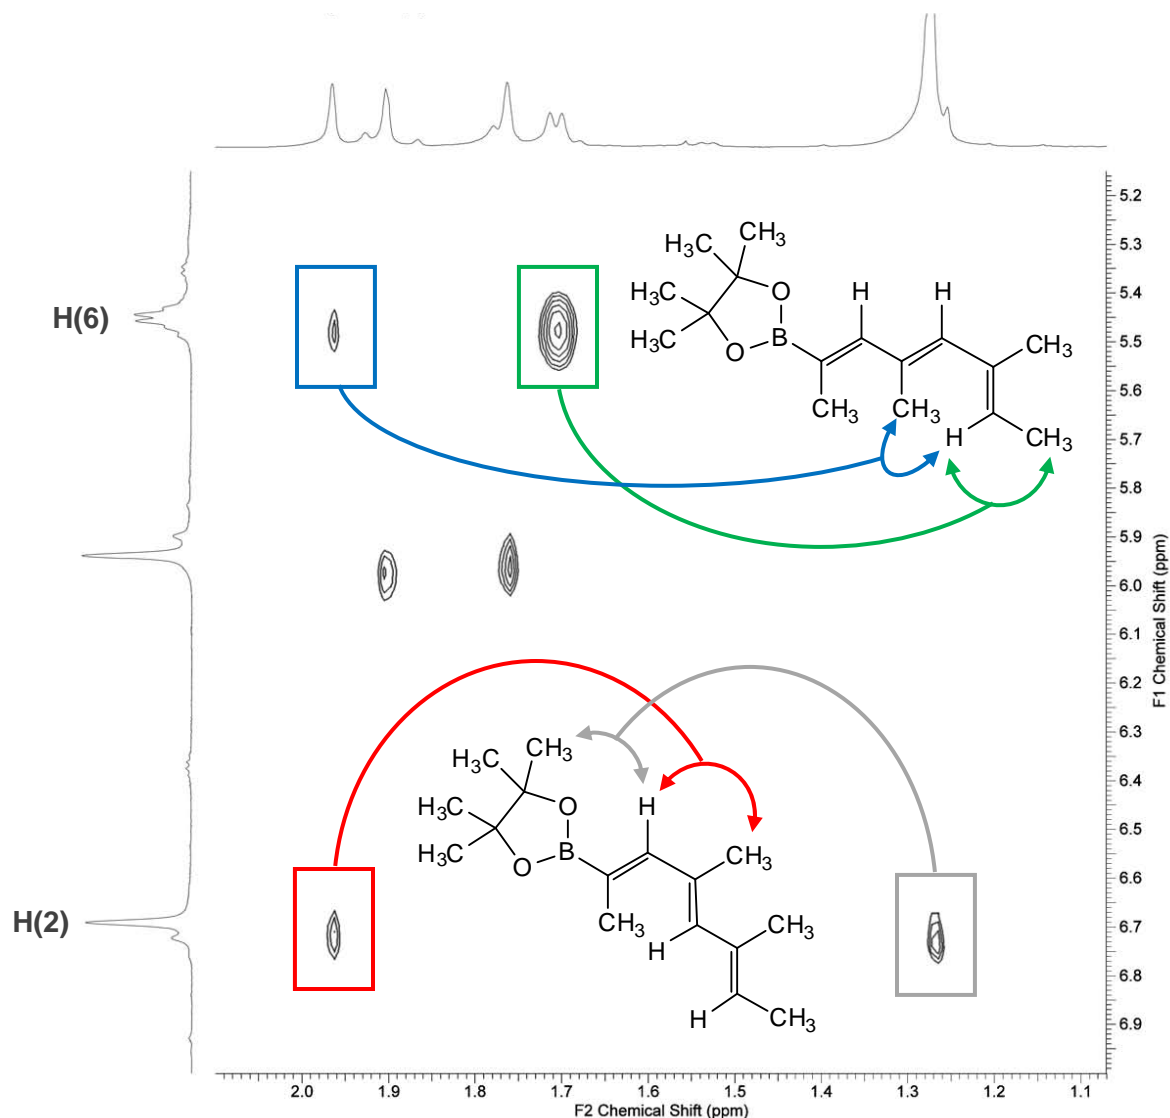 5.2
5.3
5.4
5.5
5.6
5.7
5.8
5.9
6.0
6.1
6.2
6.3
6.4
6.5
6.6
6.7
6.8
6.9
F1 Chemical Shift (ppm)
H(6)
H(2)
H₃C CH₃
H₃C O H H
H₃C O B CH₃
CH₃ CH₃
H CH₃
H₃C CH₃ H
H₃C O CH₃
H₃C O B
CH₃ CH₃
H
H CH₃
2.0 1.9 1.8 1.7 1.6 1.5 1.4 1.3 1.2 1.1
F2 Chemical Shift (ppm)